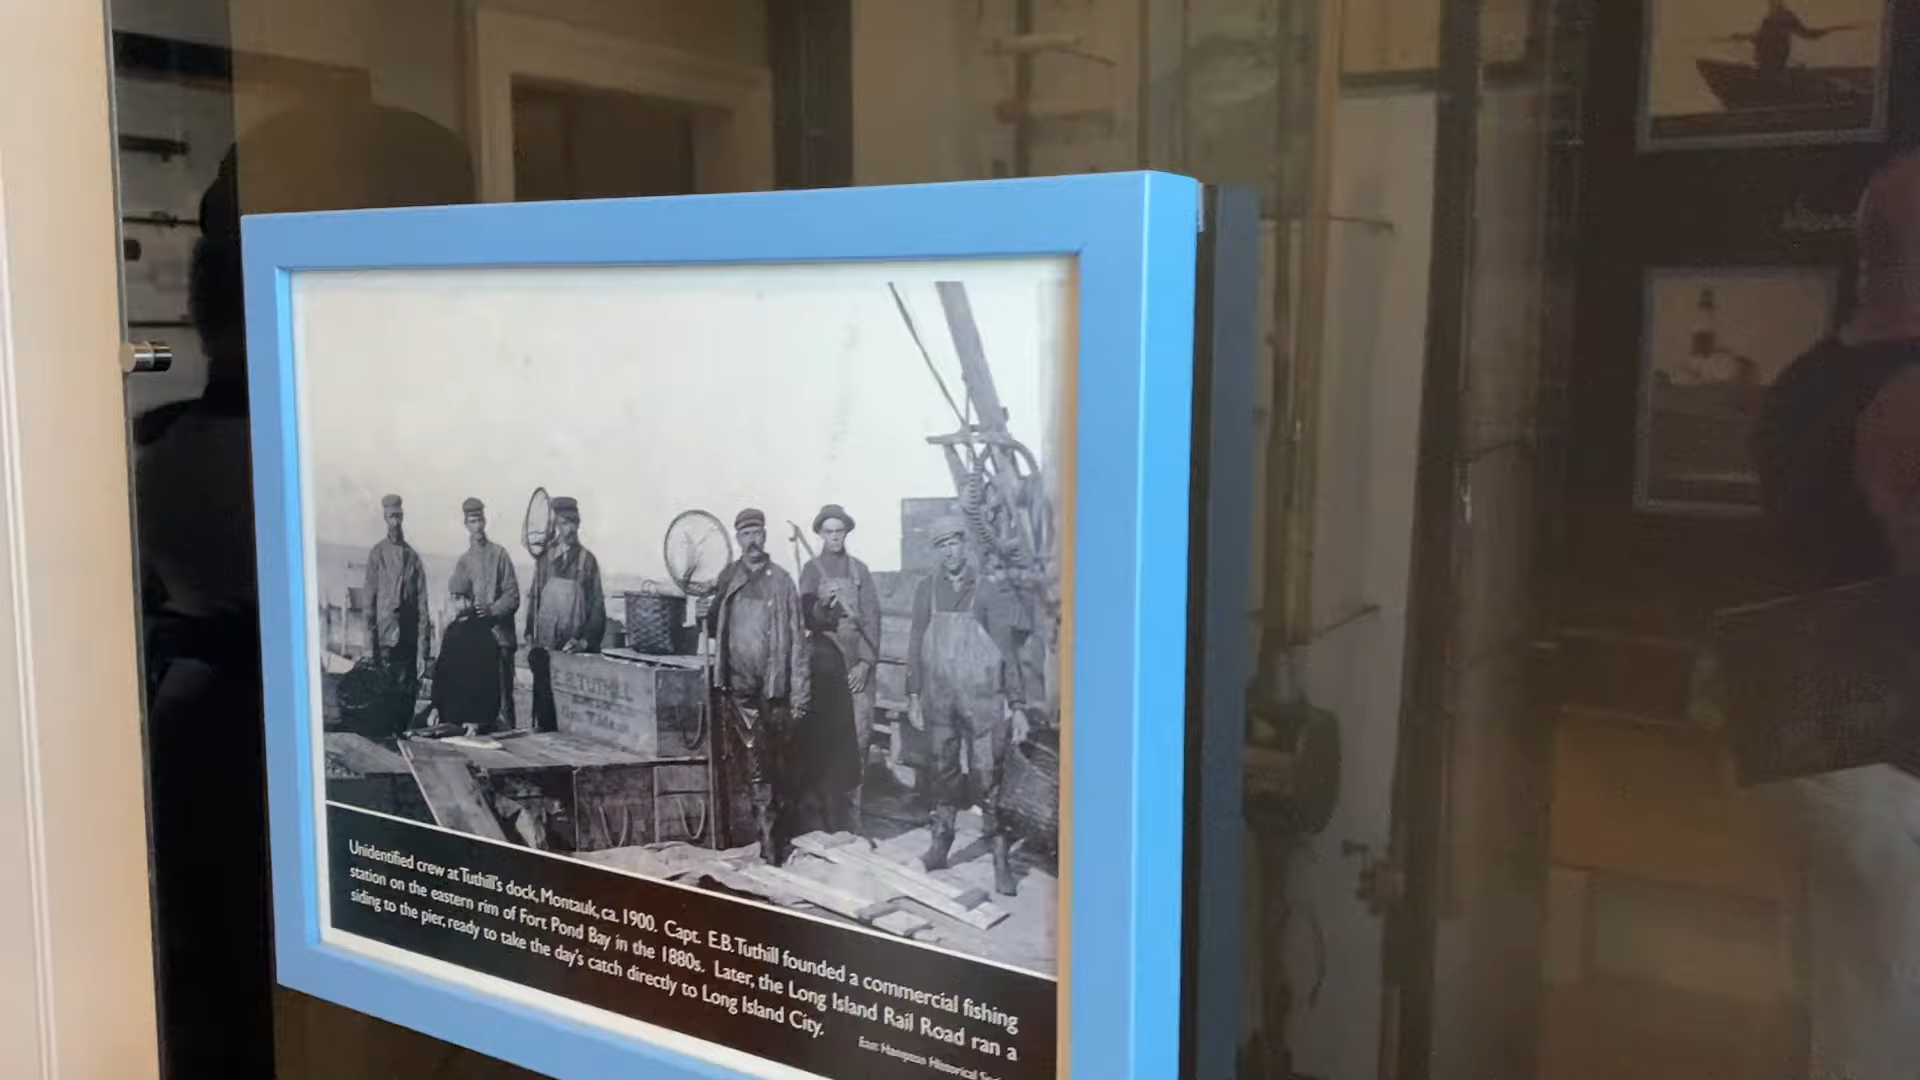 E.B. TUTHILL
Unidentified crew at Tuthill's dock, Montauk, ca. 1900. Capt. E.B. Tuthill founded a commercial fishing
station on the eastern rim of Fort Pond Bay in the 1880s. Later, the Long Island Rail Road ran a
siding to the pier, ready to take the day's catch directly to Long Island City.
East Hampton Historical